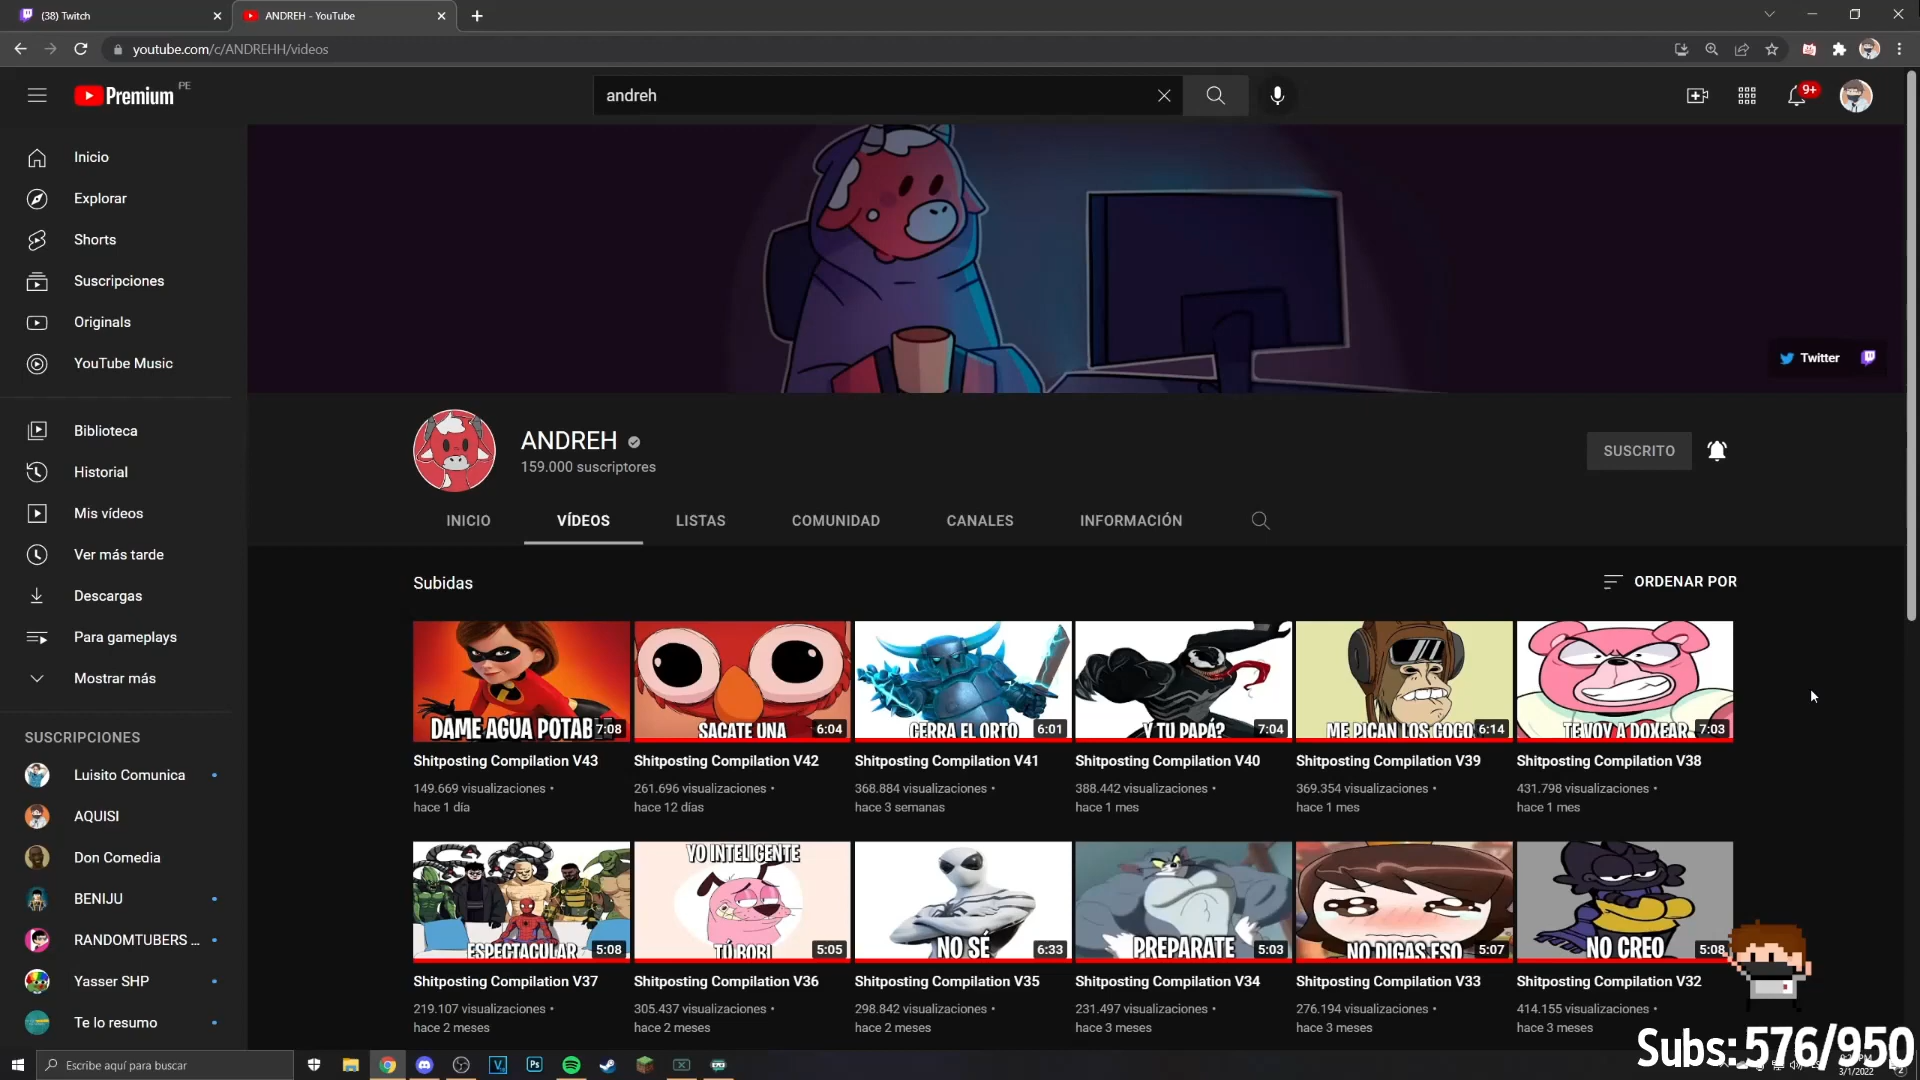 (38) Twitch
ANDREH - YouTube
youtube.com/c/ANDREHH/videos
Premium PE
andreh
9+
Inicio
Explorar
Shorts
Suscripciones
Originals
YouTube Music
Biblioteca
Historial
Mis vídeos
Ver más tarde
Descargas
Para gameplays
Mostrar más
SUSCRIPCIONES
Luisito Comunica
AQUISI
Don Comedia
BENIJU
RANDOMTUBERS ...
Yasser SHP
Te lo resumo
Twitter
ANDREH
159.000 suscriptores
SUSCRITO
INICIO VÍDEOS LISTAS COMUNIDAD CANALES INFORMACIÓN
Subidas
ORDENAR POR
DAME AGUA POTAB 7:08
Shitposting Compilation V43
149.669 visualizaciones •
hace 1 día
SACATE UNA 6:04
Shitposting Compilation V42
261.696 visualizaciones •
hace 12 días
CERRA EL ORTO 6:01
Shitposting Compilation V41
368.884 visualizaciones •
hace 3 semanas
Y TU PAPÁ? 7:04
Shitposting Compilation V40
388.442 visualizaciones •
hace 1 mes
ME PICAN LOS COCO 6:14
Shitposting Compilation V39
369.354 visualizaciones •
hace 1 mes
TE VOY A DOXEAR 7:03
Shitposting Compilation V38
431.798 visualizaciones •
hace 1 mes
ESPECTACULAR 5:08
Shitposting Compilation V37
219.107 visualizaciones •
hace 2 meses
YO INTELIGENTE
TÚ BOBI 5:05
Shitposting Compilation V36
305.437 visualizaciones •
hace 2 meses
NO SÉ 6:33
Shitposting Compilation V35
298.842 visualizaciones •
hace 2 meses
PREPARATE 5:03
Shitposting Compilation V34
231.497 visualizaciones •
hace 3 meses
NO DIGAS ESO 5:07
Shitposting Compilation V33
276.194 visualizaciones •
hace 3 meses
NO CREO 5:08
Shitposting Compilation V32
414.155 visualizaciones •
hace 3 meses
Subs: 576/950
Escribe aquí para buscar
3/1/2022